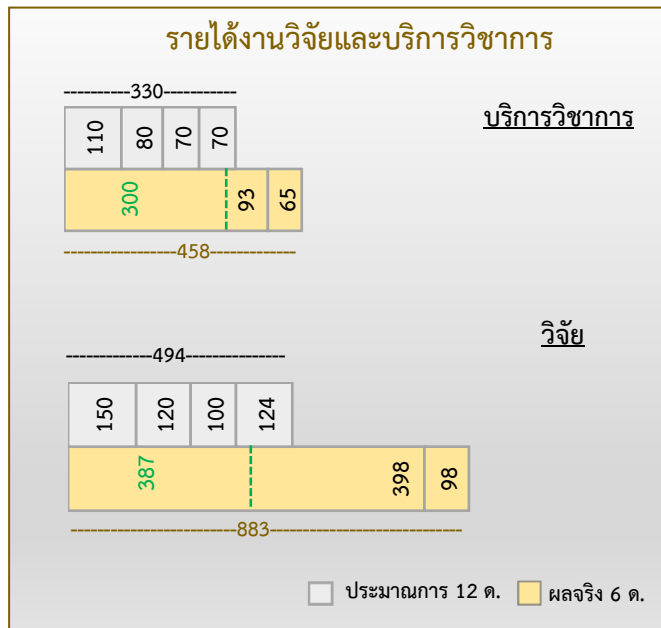 รายได้งานวิจัยและบริการวิชาการ
----------330-----------
บริการวิชาการ
110 80 70 70
300 93 65
-----------------458-------------
วิจัย
------------494--------------
150 120 100 124
387 398 98
-----------------------883--------------------------
ประมาณการ 12 ด. ผลจริง 6 ด.